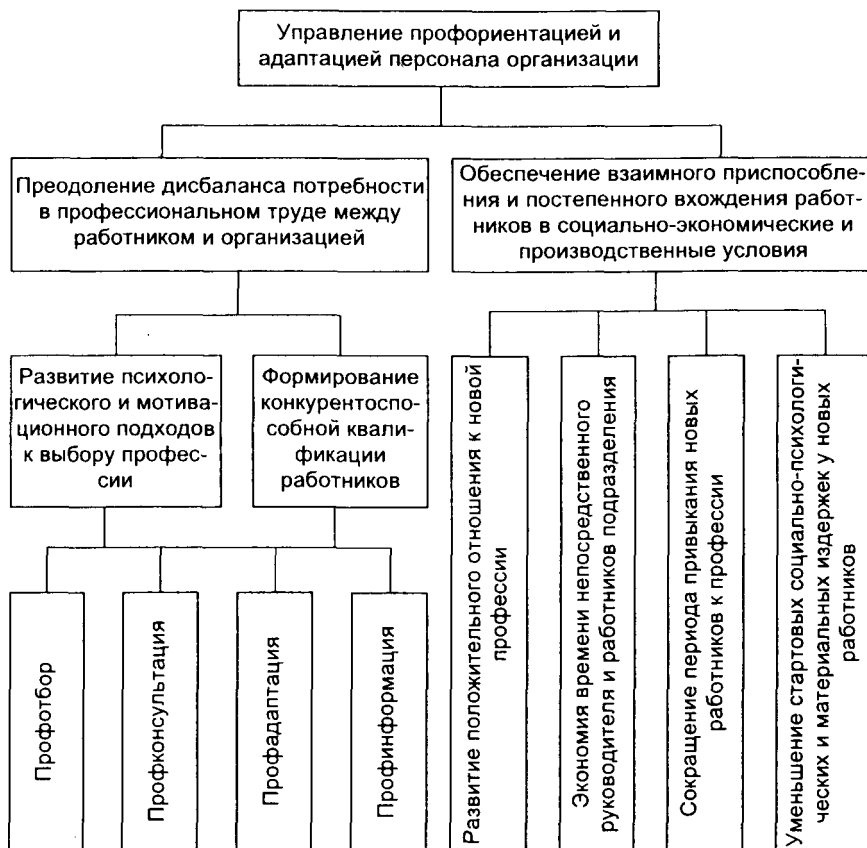 Управление профориентацией и
адаптацией персонала организации
Преодоление дисбаланса потребности
в профессиональном труде между
работником и организацией
Обеспечение взаимного приспособле-
ния и постепенного вхождения работ-
ников в социально-экономические и
производственные условия
Развитие психоло-
гического и мотива-
ционного подходов
к выбору профес-
сии
Формирование
конкурентоспо-
собной квали-
фикации
работников
Профотбор
Профконсультация
Профадаптация
Профинформация
Развитие положительного отношения к новой
профессии
Экономия времени непосредственного
руководителя и работников подразделения
Сокращение периода привыкания новых
работников к профессии
Уменьшение стартовых социально-психологи-
ческих и материальных издержек у новых
работников